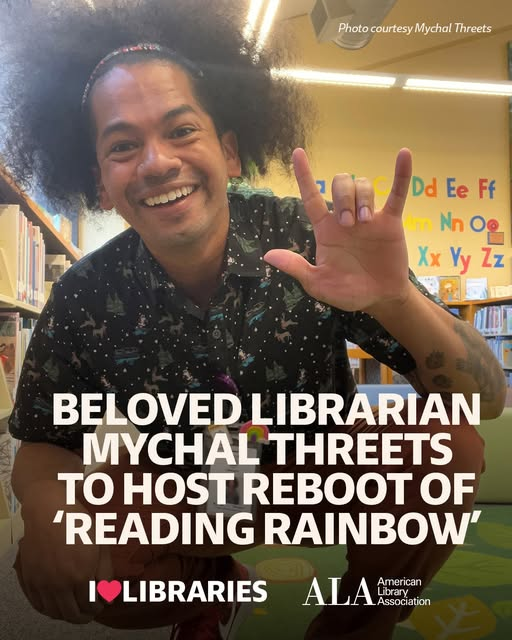 Photo courtesy Mychal Threets
Dd Ee Ff
Nn Oo
Xx Yy Zz
BELOVED LIBRARIAN
MYCHAL THREETS
TO HOST REBOOT OF
‘READING RAINBOW’
I❤LIBRARIES
ALA American
Library
Association